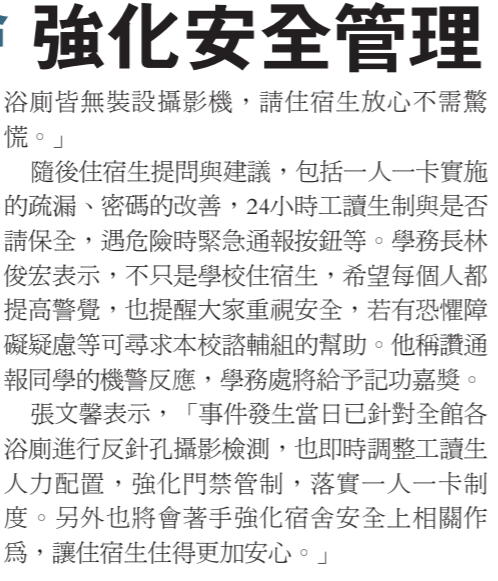 強化安全管理
浴廁皆無裝設攝影機，請住宿生放心不需驚
慌。」
隨後住宿生提問與建議，包括一人一卡實施
的疏漏、密碼的改善，24小時工讀生制與是否
請保全，遇危險時緊急通報按鈕等。學務長林
俊宏表示，不只是學校住宿生，希望每個人都
提高警覺，也提醒大家重視安全，若有恐懼障
礙疑慮等可尋求本校諮輔組的幫助。他稱讚通
報同學的機警反應，學務處將給予記功嘉獎。
張文馨表示，「事件發生當日已針對全館各
浴廁進行反針孔攝影檢測，也即時調整工讀生
人力配置，強化門禁管制，落實一人一卡制
度。另外也將會著手強化宿舍安全上相關作
為，讓住宿生住得更加安心。」